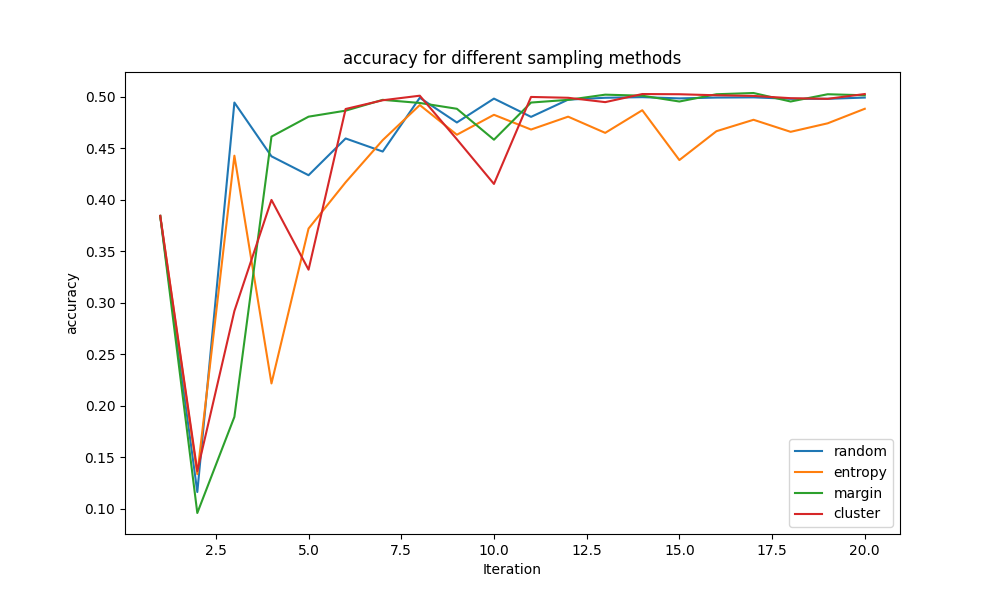 accuracy for different sampling methods
accuracy
0.50
0.45
0.40
0.35
0.30
0.25
0.20
0.15
0.10
random
entropy
margin
cluster
2.5 5.0 7.5 10.0 12.5 15.0 17.5 20.0
Iteration